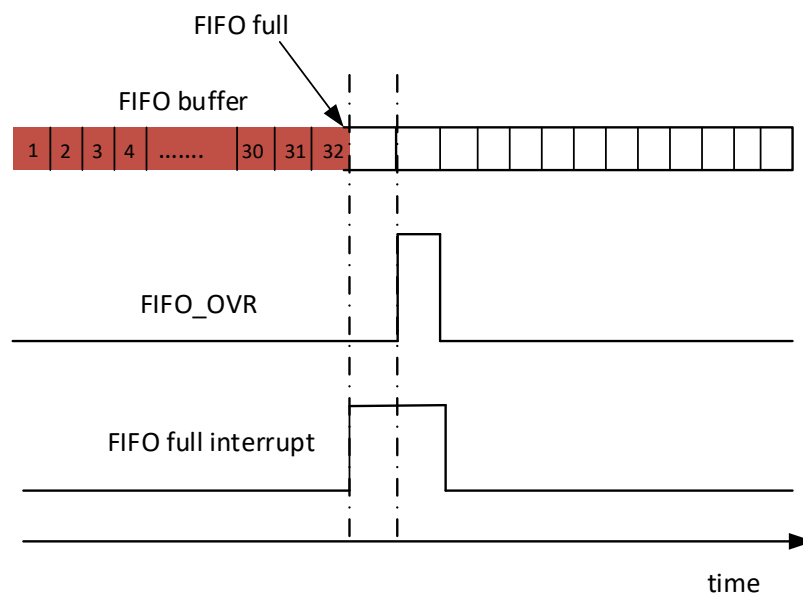 FIFO full
FIFO buffer
1 2 3 4 ....... 30 31 32
FIFO_OVR
FIFO full interrupt
time